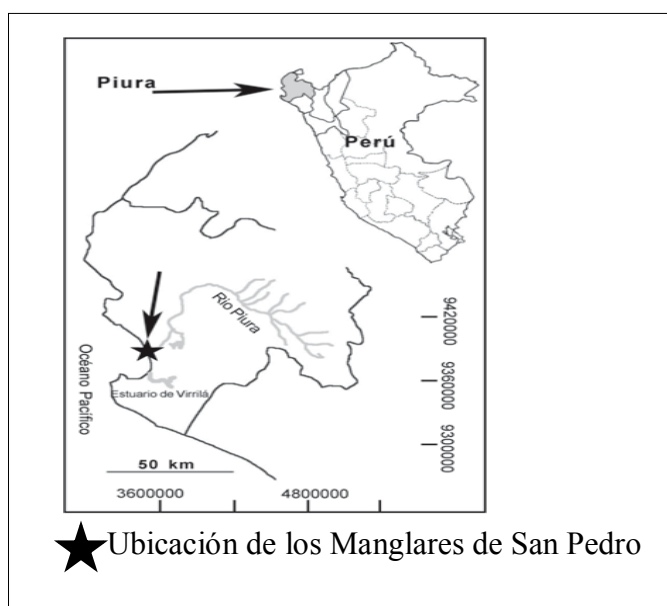 Piura
Perú
Rio Piura
Océano Pacífico
Estuario de Virrilá
9420000
9360000
9300000
50 km
3600000
4800000
Ubicación de los Manglares de San Pedro